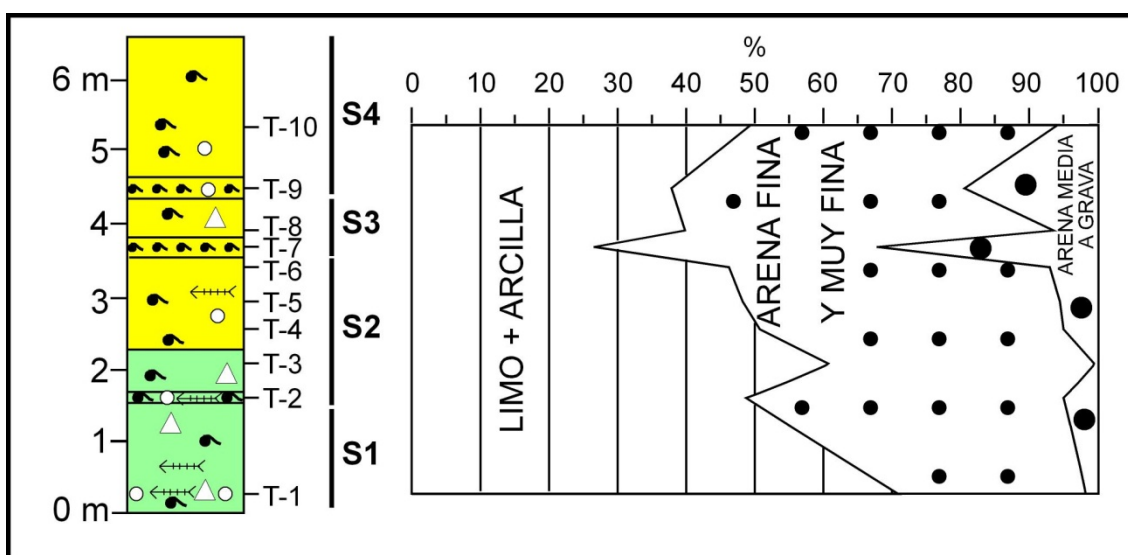 %
0 10 20 30 40 50 60 70 80 90 100
6 m
5
4
3
2
1
0 m
T-10
T-9
T-8
T-7
T-6
T-5
T-4
T-3
T-2
T-1
S4
S3
S2
S1
LIMO + ARCILLA
ARENA FINA
Y MUY FINA
ARENA MEDIA
A GRAVA